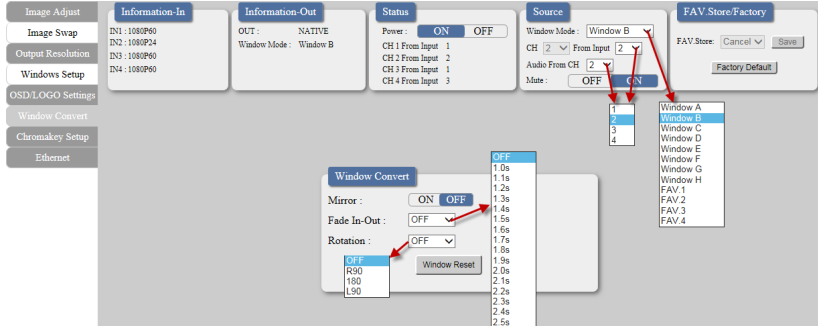 Image Adjust
Image Swap
Output Resolution
Windows Setup
OSD/LOGO Settings
Window Convert
Chromakey Setup
Ethernet
Information-In
IN1 : 1080P60
IN2 : 1080P24
IN3 : 1080P60
IN4 : 1080P60
Information-Out
OUT : NATIVE
Window Mode : Window B
Status
Power : ON OFF
CH 1 From Input 1
CH 2 From Input 2
CH 3 From Input 1
CH 4 From Input 3
Source
Window Mode : Window B
CH 2 From Input 2
Audio From CH 2
Mute : OFF ON
1
2
3
4
Window A
Window B
Window C
Window D
Window E
Window F
Window G
Window H
FAV.1
FAV.2
FAV.3
FAV.4
FAV.Store/Factory
FAV.Store: Cancel Save
Factory Default
Window Convert
Mirror : ON OFF
Fade In-Out : OFF
Rotation : OFF
OFF
R90
180
L90
Window Reset
OFF
1.0s
1.1s
1.2s
1.3s
1.4s
1.5s
1.6s
1.7s
1.8s
1.9s
2.0s
2.1s
2.2s
2.3s
2.4s
2.5s